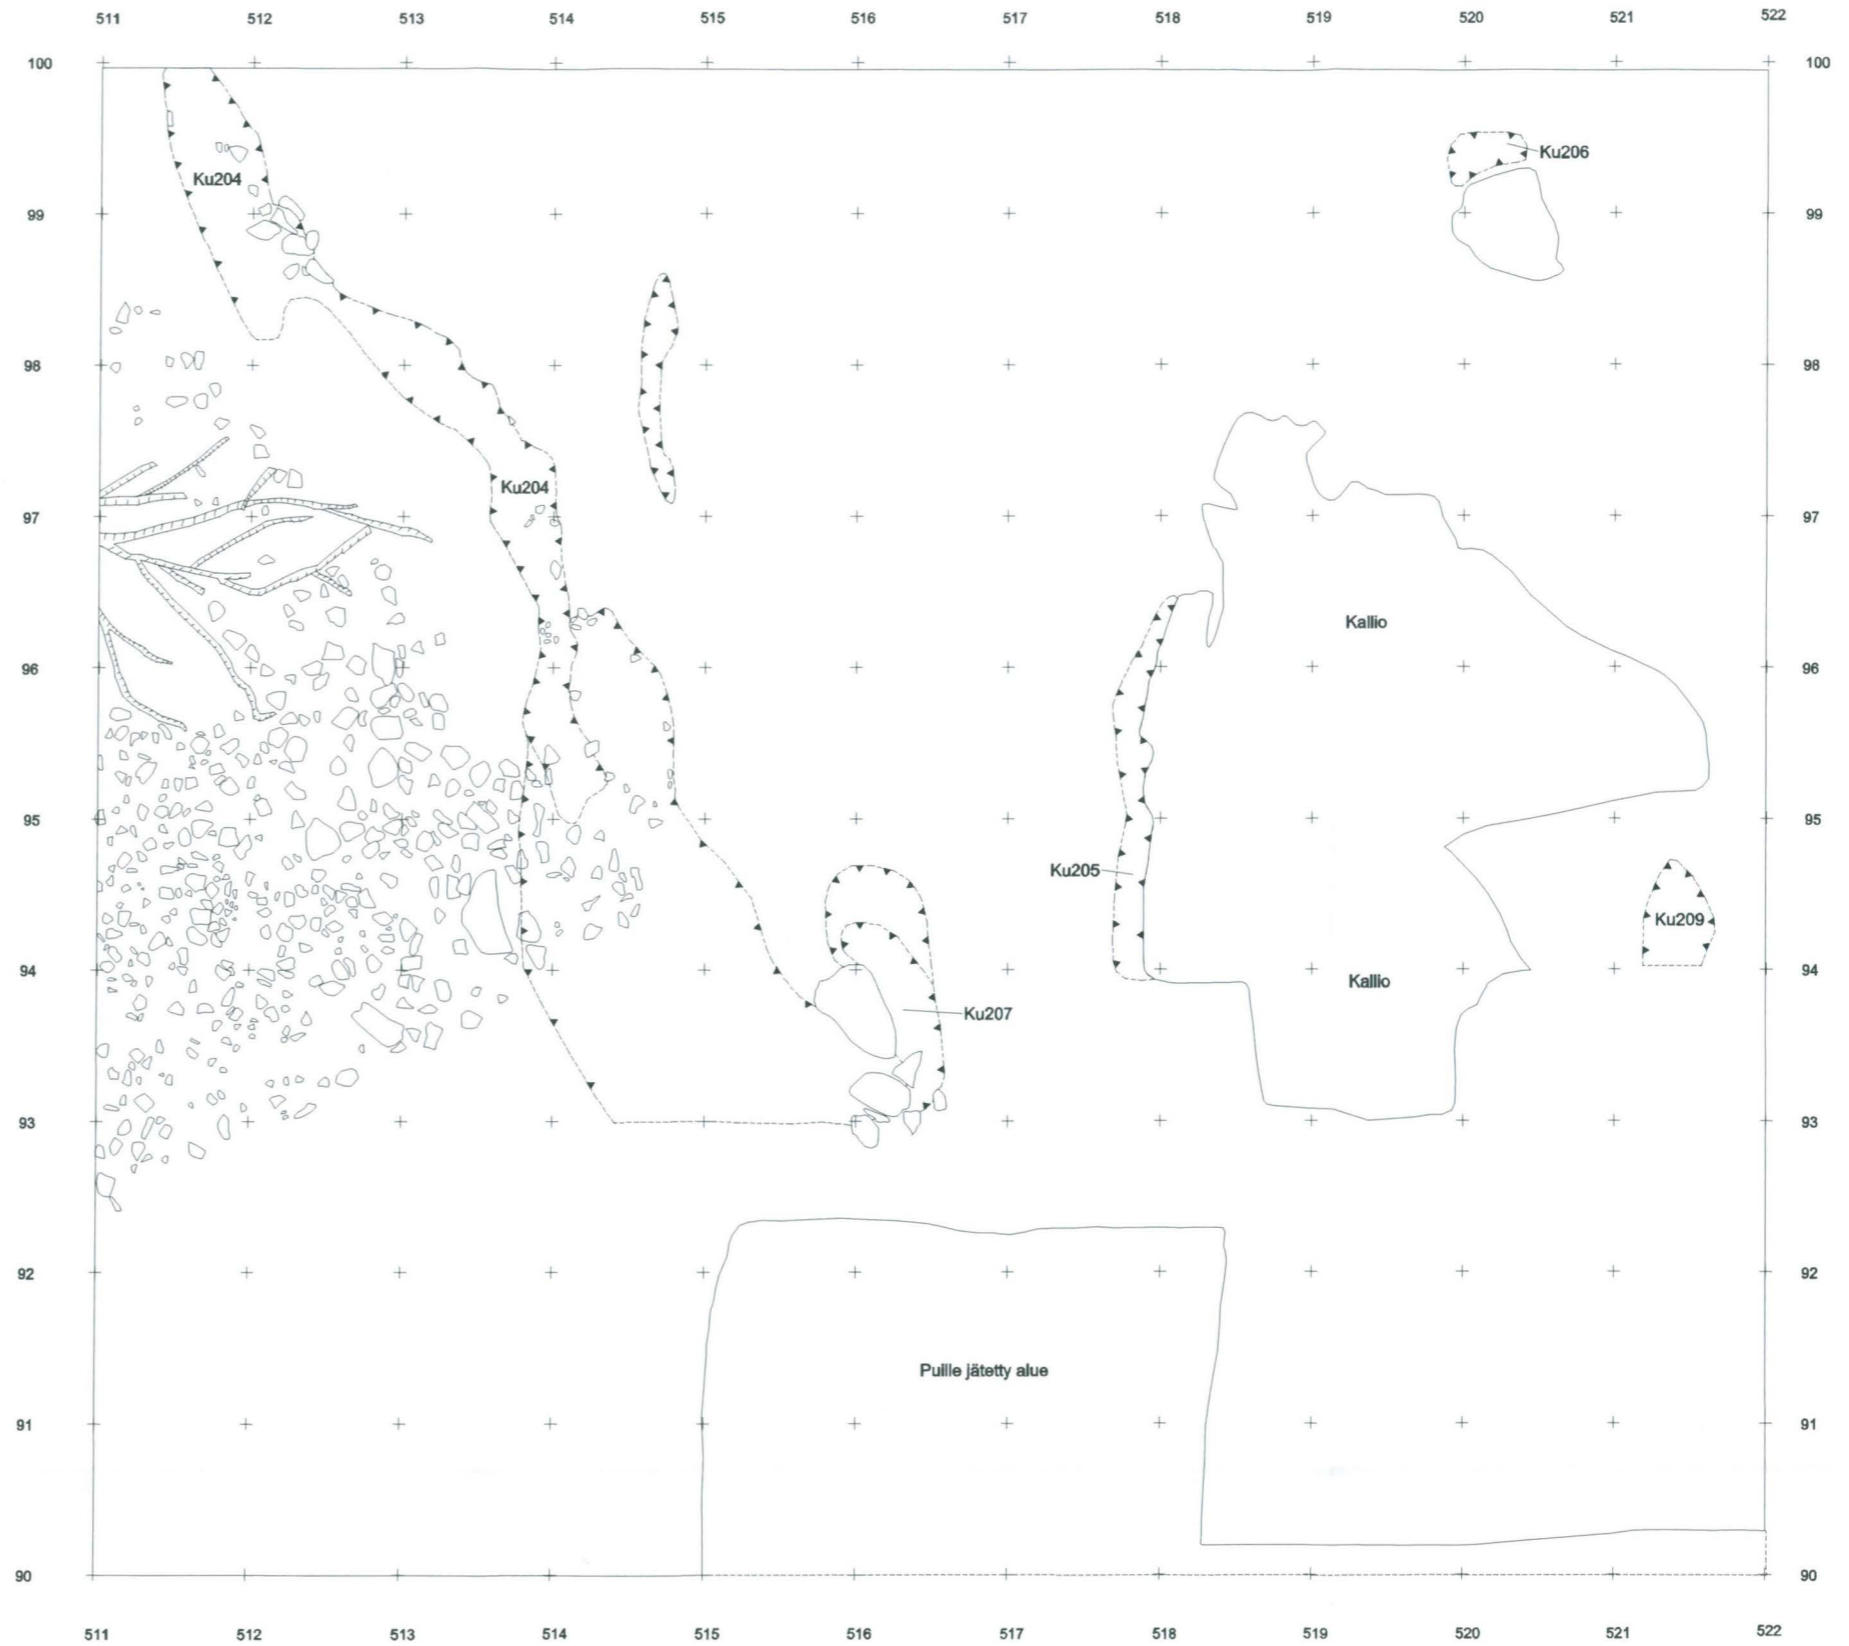 511 512 513 514 515 516 517 518 519 520 521 522
100 100
Ku206
Ku204
99 99
98 98
Ku204
97 97
Kallio
96 96
95 95
Ku205
Ku209
94 Kallio 94
Ku207
93 93
92 92
Puille jätetty alue
91 91
90 90
511 512 513 514 515 516 517 518 519 520 521 522